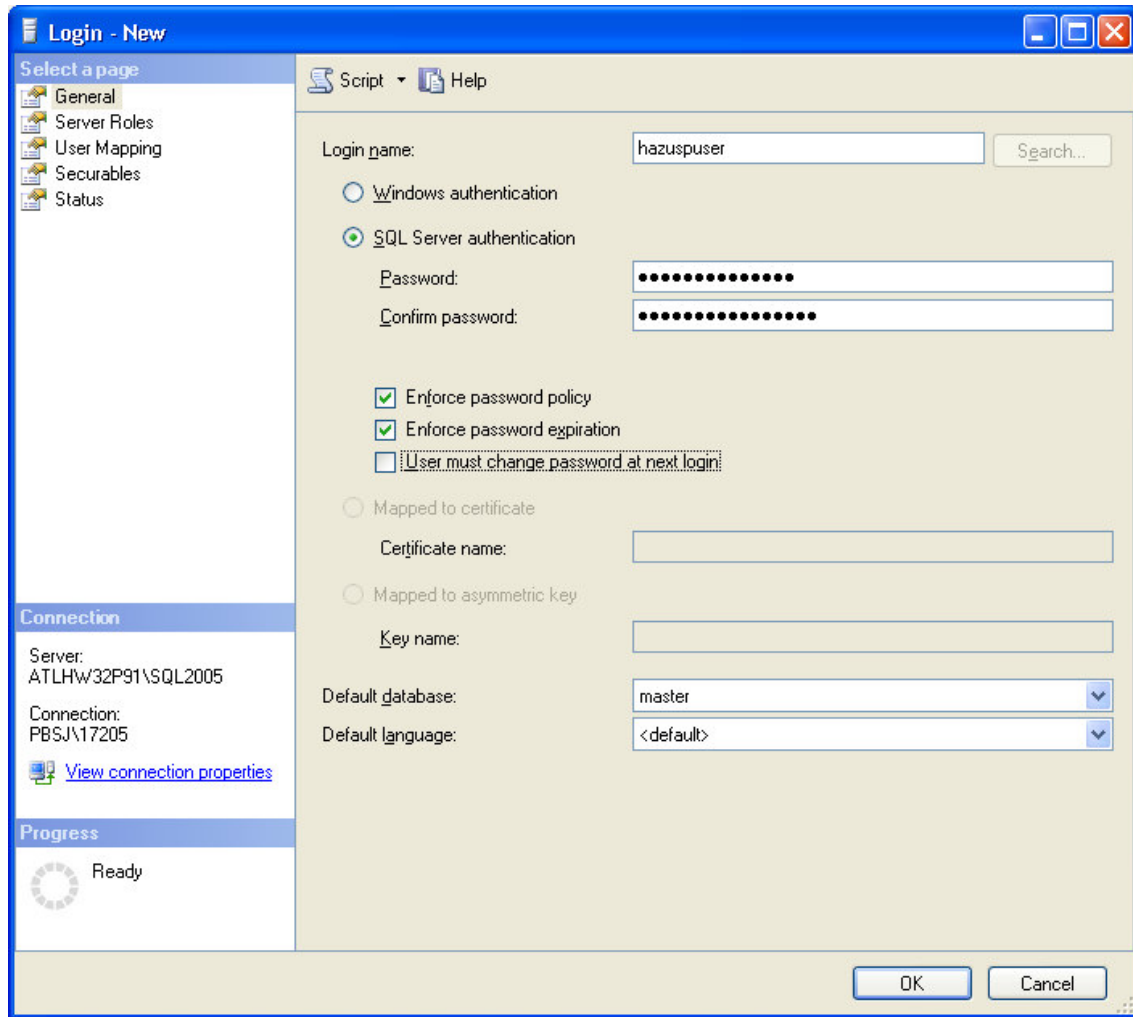 Login - New
Select a page
General
Server Roles
User Mapping
Securables
Status
Script Help
Login name: hazuspuser Search...
Windows authentication
SQL Server authentication
Password: ●●●●●●●●●●●●●●
Confirm password: ●●●●●●●●●●●●●●●●
Enforce password policy
Enforce password expiration
User must change password at next login
Mapped to certificate
Certificate name:
Mapped to asymmetric key
Key name:
Default database: master
Default language: <default>
Connection
Server:
ATLHW32P91\SQL2005
Connection:
PBSJ\17205
View connection properties
Progress
Ready
OK Cancel